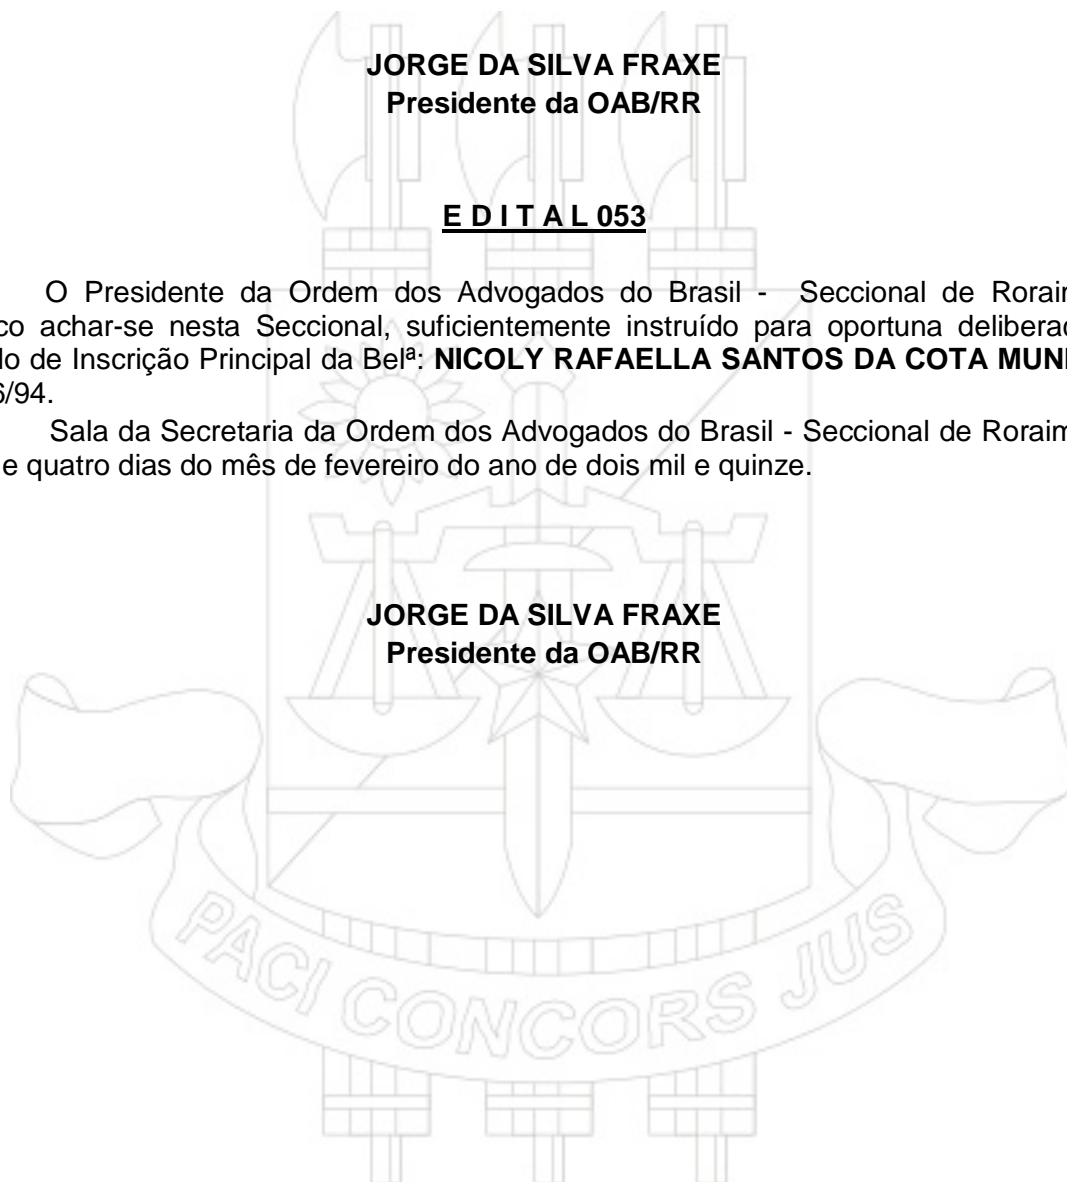 JORGE DA SILVA FRAXE
Presidente da OAB/RR
E D I T A L 053
O Presidente da Ordem dos Advogados do Brasil - Seccional de Rorain
co achar-se nesta Seccional, suficientemente instruído para oportuna deliberac
lo de Inscrição Principal da Belª: NICOLY RAFAELLA SANTOS DA COTA MUNI
6/94.
Sala da Secretaria da Ordem dos Advogados do Brasil - Seccional de Roraim
e quatro dias do mês de fevereiro do ano de dois mil e quinze.
JORGE DA SILVA FRAXE
Presidente da OAB/RR
PACI CONCORS JUS